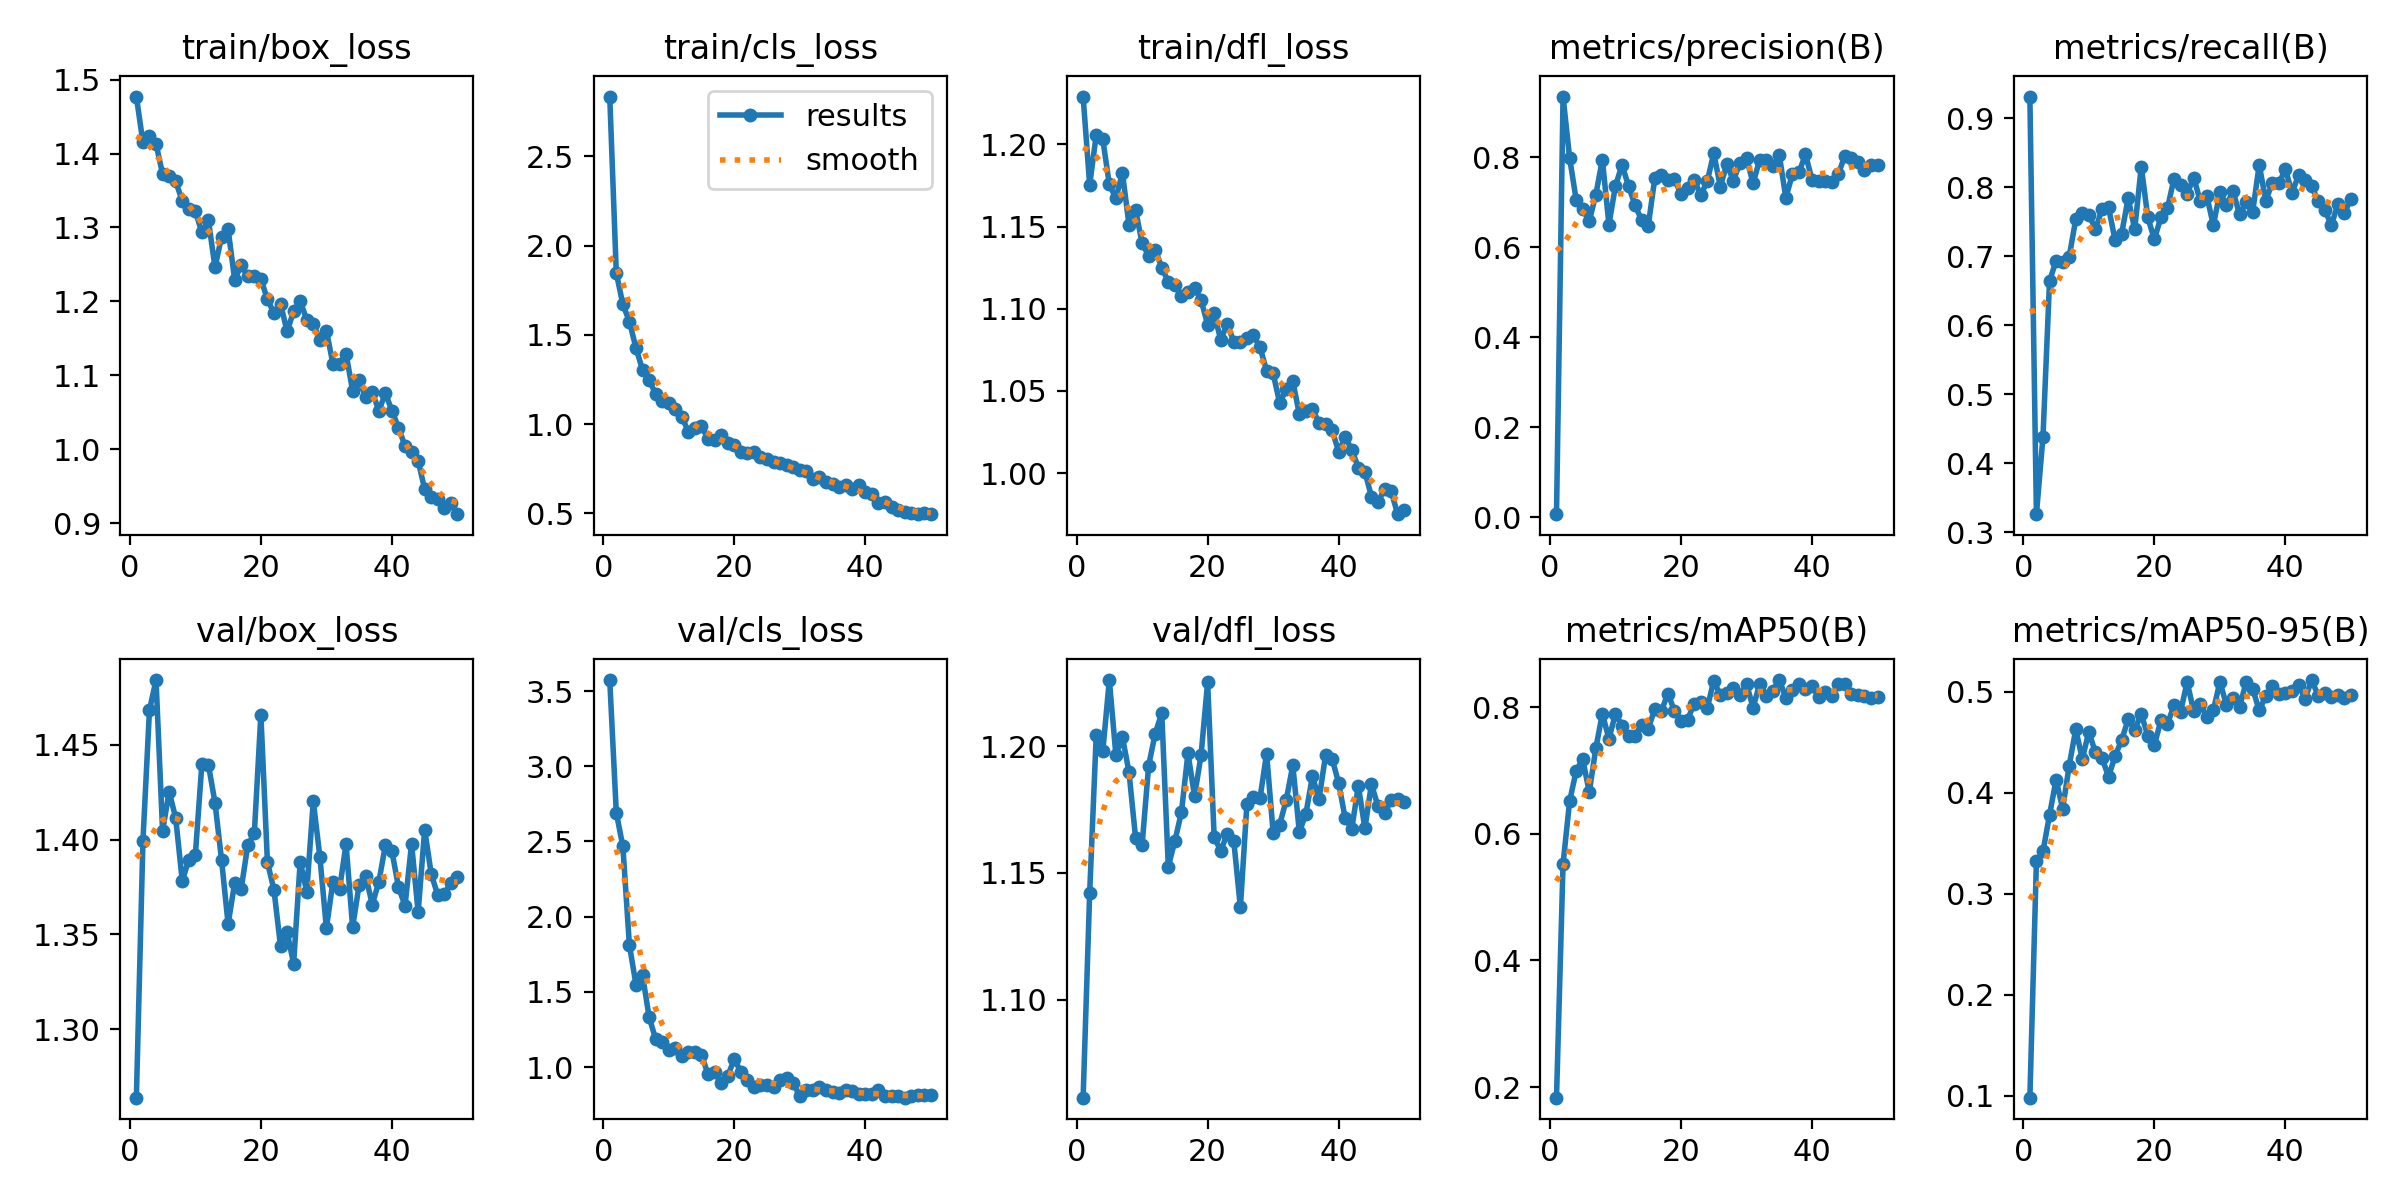 train/box_loss
1.5
1.4
1.3
1.2
1.1
1.0
0.9
0 20 40
train/cls_loss
results
smooth
2.5
2.0
1.5
1.0
0.5
0 20 40
train/dfl_loss
1.20
1.15
1.10
1.05
1.00
0 20 40
metrics/precision(B)
0.8
0.6
0.4
0.2
0.0
0 20 40
metrics/recall(B)
0.9
0.8
0.7
0.6
0.5
0.4
0.3
0 20 40
val/box_loss
1.45
1.40
1.35
1.30
0 20 40
val/cls_loss
3.5
3.0
2.5
2.0
1.5
1.0
0 20 40
val/dfl_loss
1.20
1.15
1.10
0 20 40
metrics/mAP50(B)
0.8
0.6
0.4
0.2
0 20 40
metrics/mAP50-95(B)
0.5
0.4
0.3
0.2
0.1
0 20 40